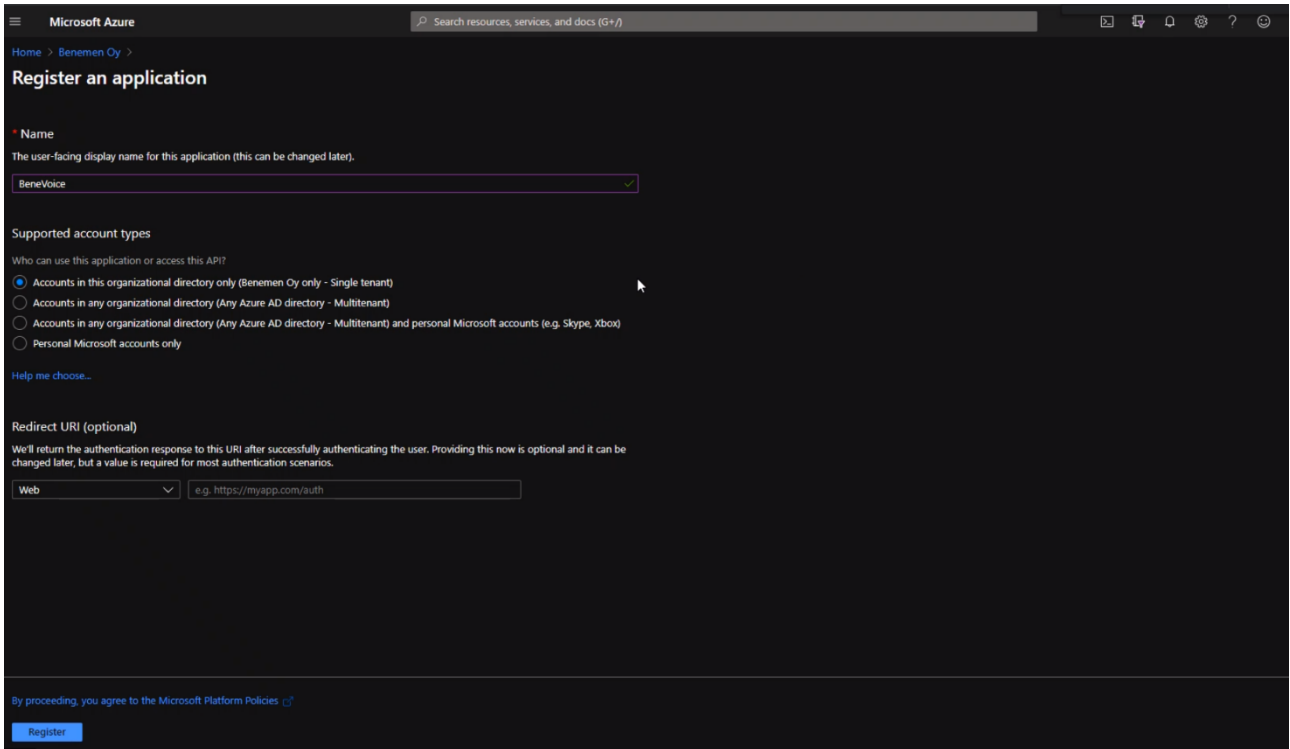 Microsoft Azure
Search resources, services, and docs (G+/)
Home > Benemen Oy >
Register an application
* Name
The user-facing display name for this application (this can be changed later).
BeneVoice
Supported account types
Who can use this application or access this API?
Accounts in this organizational directory only (Benemen Oy only - Single tenant)
Accounts in any organizational directory (Any Azure AD directory - Multitenant)
Accounts in any organizational directory (Any Azure AD directory - Multitenant) and personal Microsoft accounts (e.g. Skype, Xbox)
Personal Microsoft accounts only
Help me choose...
Redirect URI (optional)
We'll return the authentication response to this URI after successfully authenticating the user. Providing this now is optional and it can be
changed later, but a value is required for most authentication scenarios.
Web
e.g. https://myapp.com/auth
By proceeding, you agree to the Microsoft Platform Policies
Register